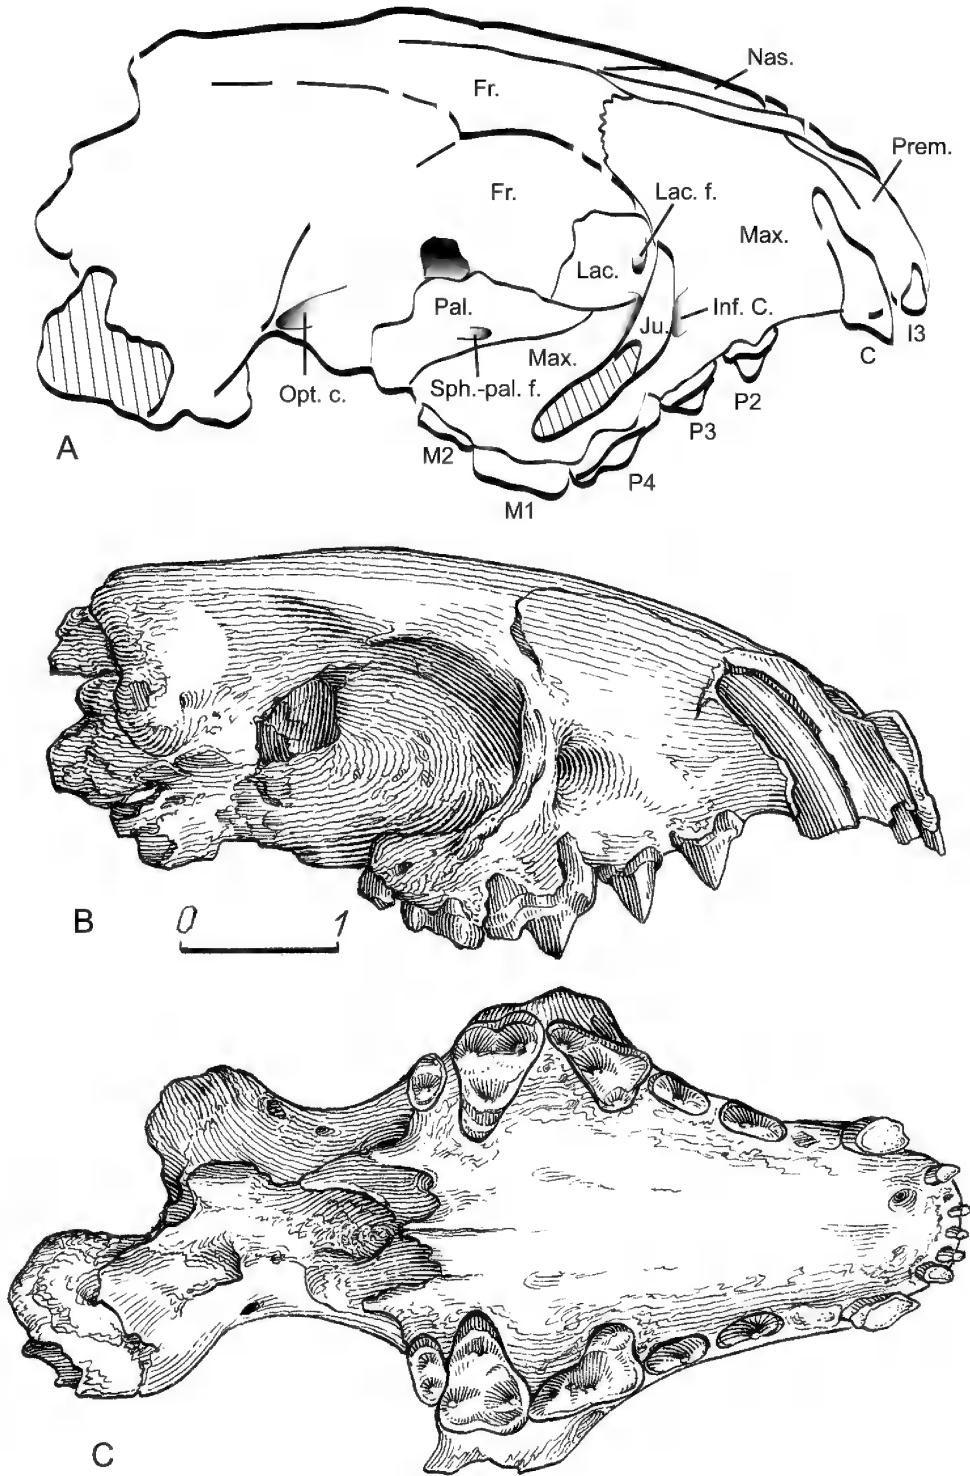 Nas.
Fr.
Prem.
Fr.
Lac. f.
Max.
Lac.
Pal.
Inf. C.
Ju.
I3
Max.
C
Opt. c.
Sph.-pal. f.
P2
A
P3
M2
P4
M1
B
0 1
C